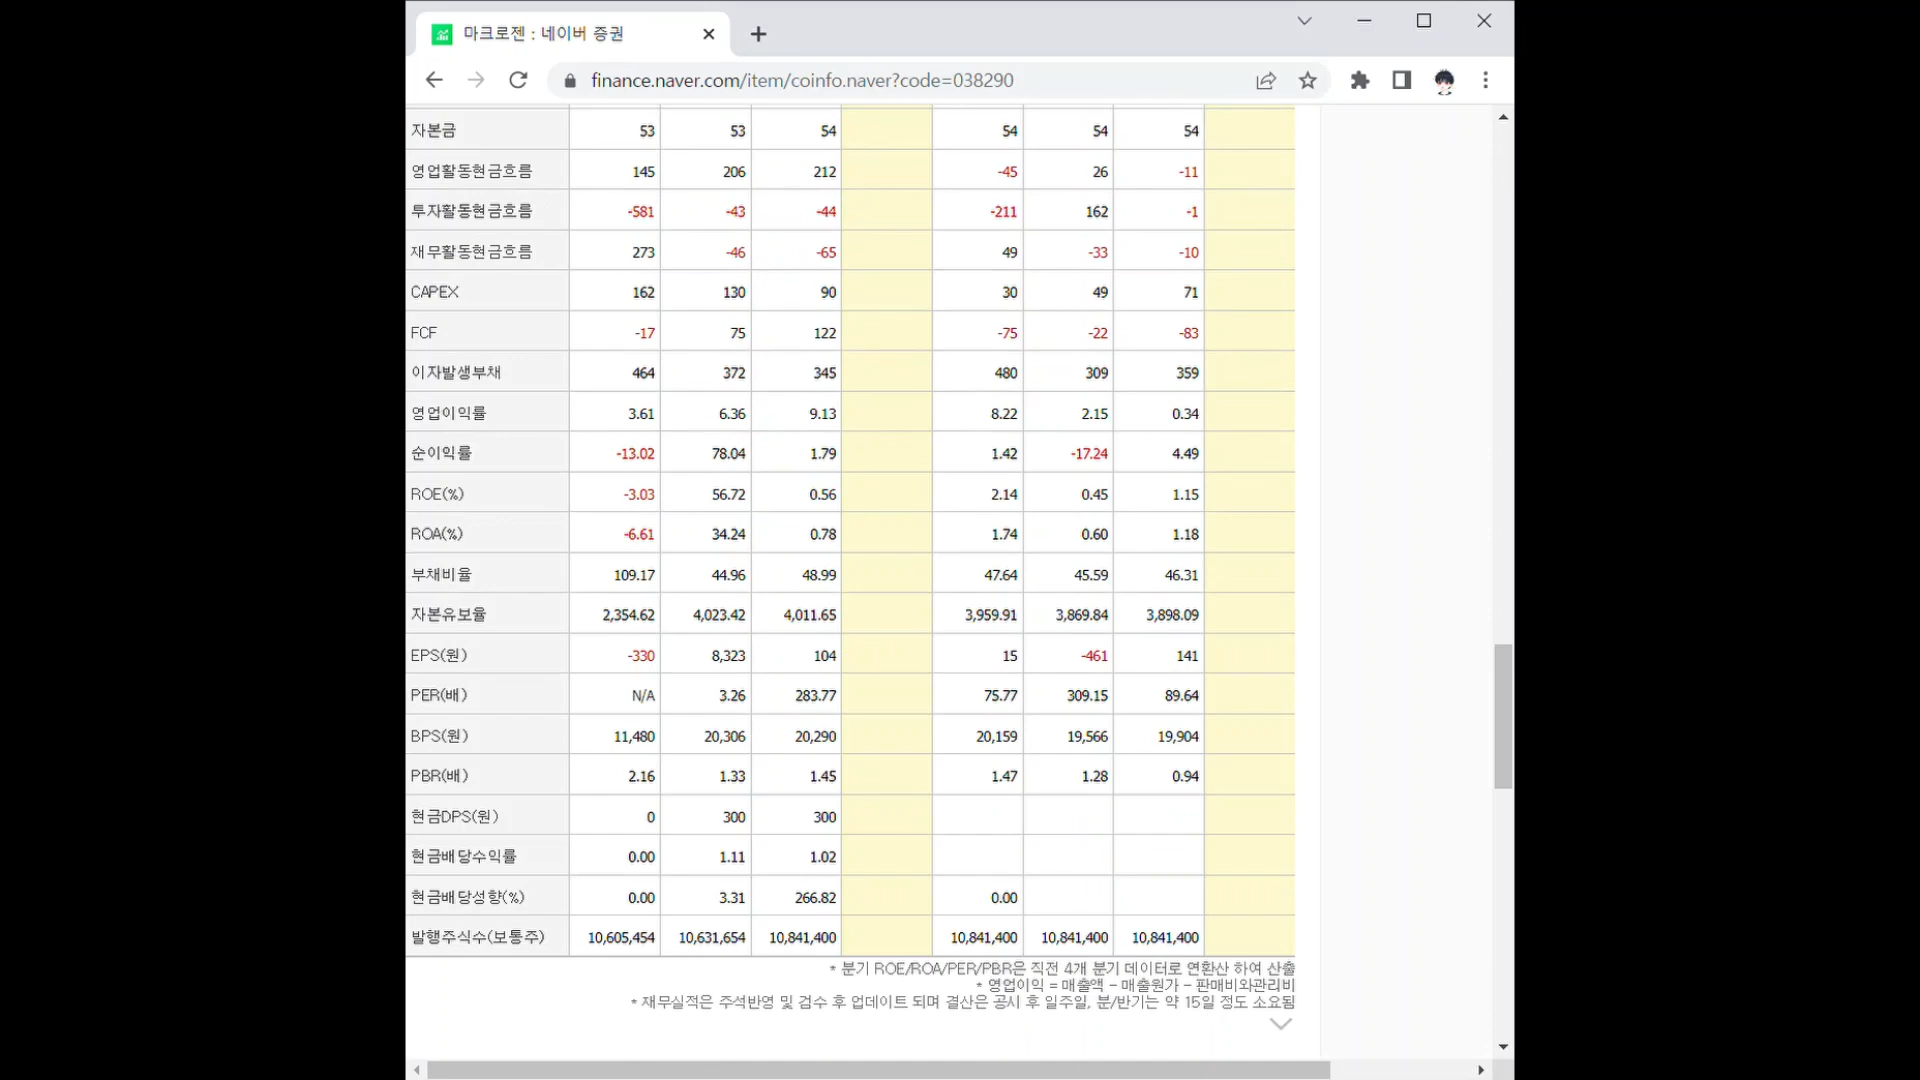 마크로젠 : 네이버 증권
finance.naver.com/item/coinfo.naver?code=038290
자본금 53 53 54 54 54 54
영업활동현금흐름 145 206 212 -45 26 -11
투자활동현금흐름 -581 -43 -44 -211 162 -1
재무활동현금흐름 273 -46 -65 49 -33 -10
CAPEX 162 130 90 30 49 71
FCF -17 75 122 -75 -22 -83
이자발생부채 464 372 345 480 309 359
영업이익률 3.61 6.36 9.13 8.22 2.15 0.34
순이익률 -13.02 78.04 1.79 1.42 -17.24 4.49
ROE(%) -3.03 56.72 0.56 2.14 0.45 1.15
ROA(%) -6.61 34.24 0.78 1.74 0.60 1.18
부채비율 109.17 44.96 48.99 47.64 45.59 46.31
자본유보율 2,354.62 4,023.42 4,011.65 3,959.91 3,869.84 3,898.09
EPS(원) -330 8,323 104 15 -461 141
PER(배) N/A 3.26 283.77 75.77 309.15 89.64
BPS(원) 11,480 20,306 20,290 20,159 19,566 19,904
PBR(배) 2.16 1.33 1.45 1.47 1.28 0.94
현금DPS(원) 0 300 300
현금배당수익률 0.00 1.11 1.02
현금배당성향(%) 0.00 3.31 266.82 0.00
발행주식수(보통주) 10,605,454 10,631,654 10,841,400 10,841,400 10,841,400 10,841,400
* 분기 ROE/ROA/PER/PBR은 직전 4개 분기 데이터로 연환산 하여 산출
* 영업이익 = 매출액 - 매출원가 - 판매비와관리비
* 재무실적은 주석반영 및 검수 후 업데이트 되며 결산은 공시 후 일주일, 분/반기는 약 15일 정도 소요됨